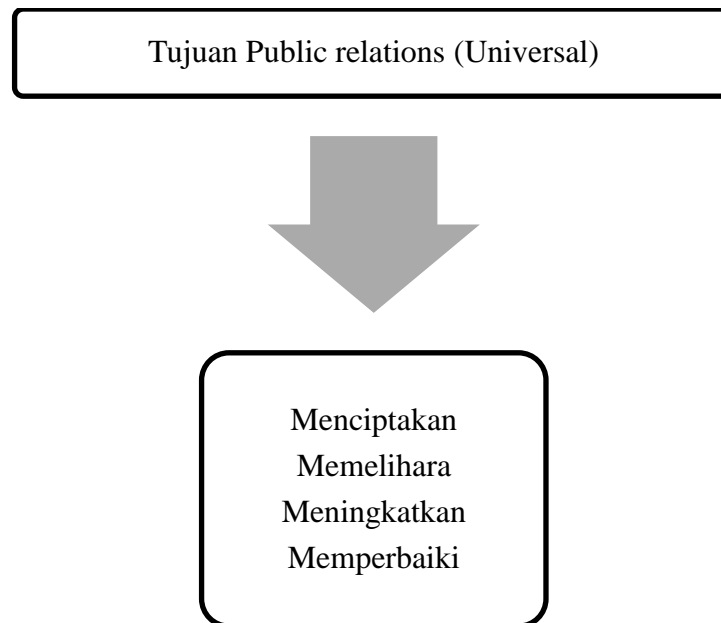 Tujuan Public relations (Universal)
Menciptakan
Memelihara
Meningkatkan
Memperbaiki